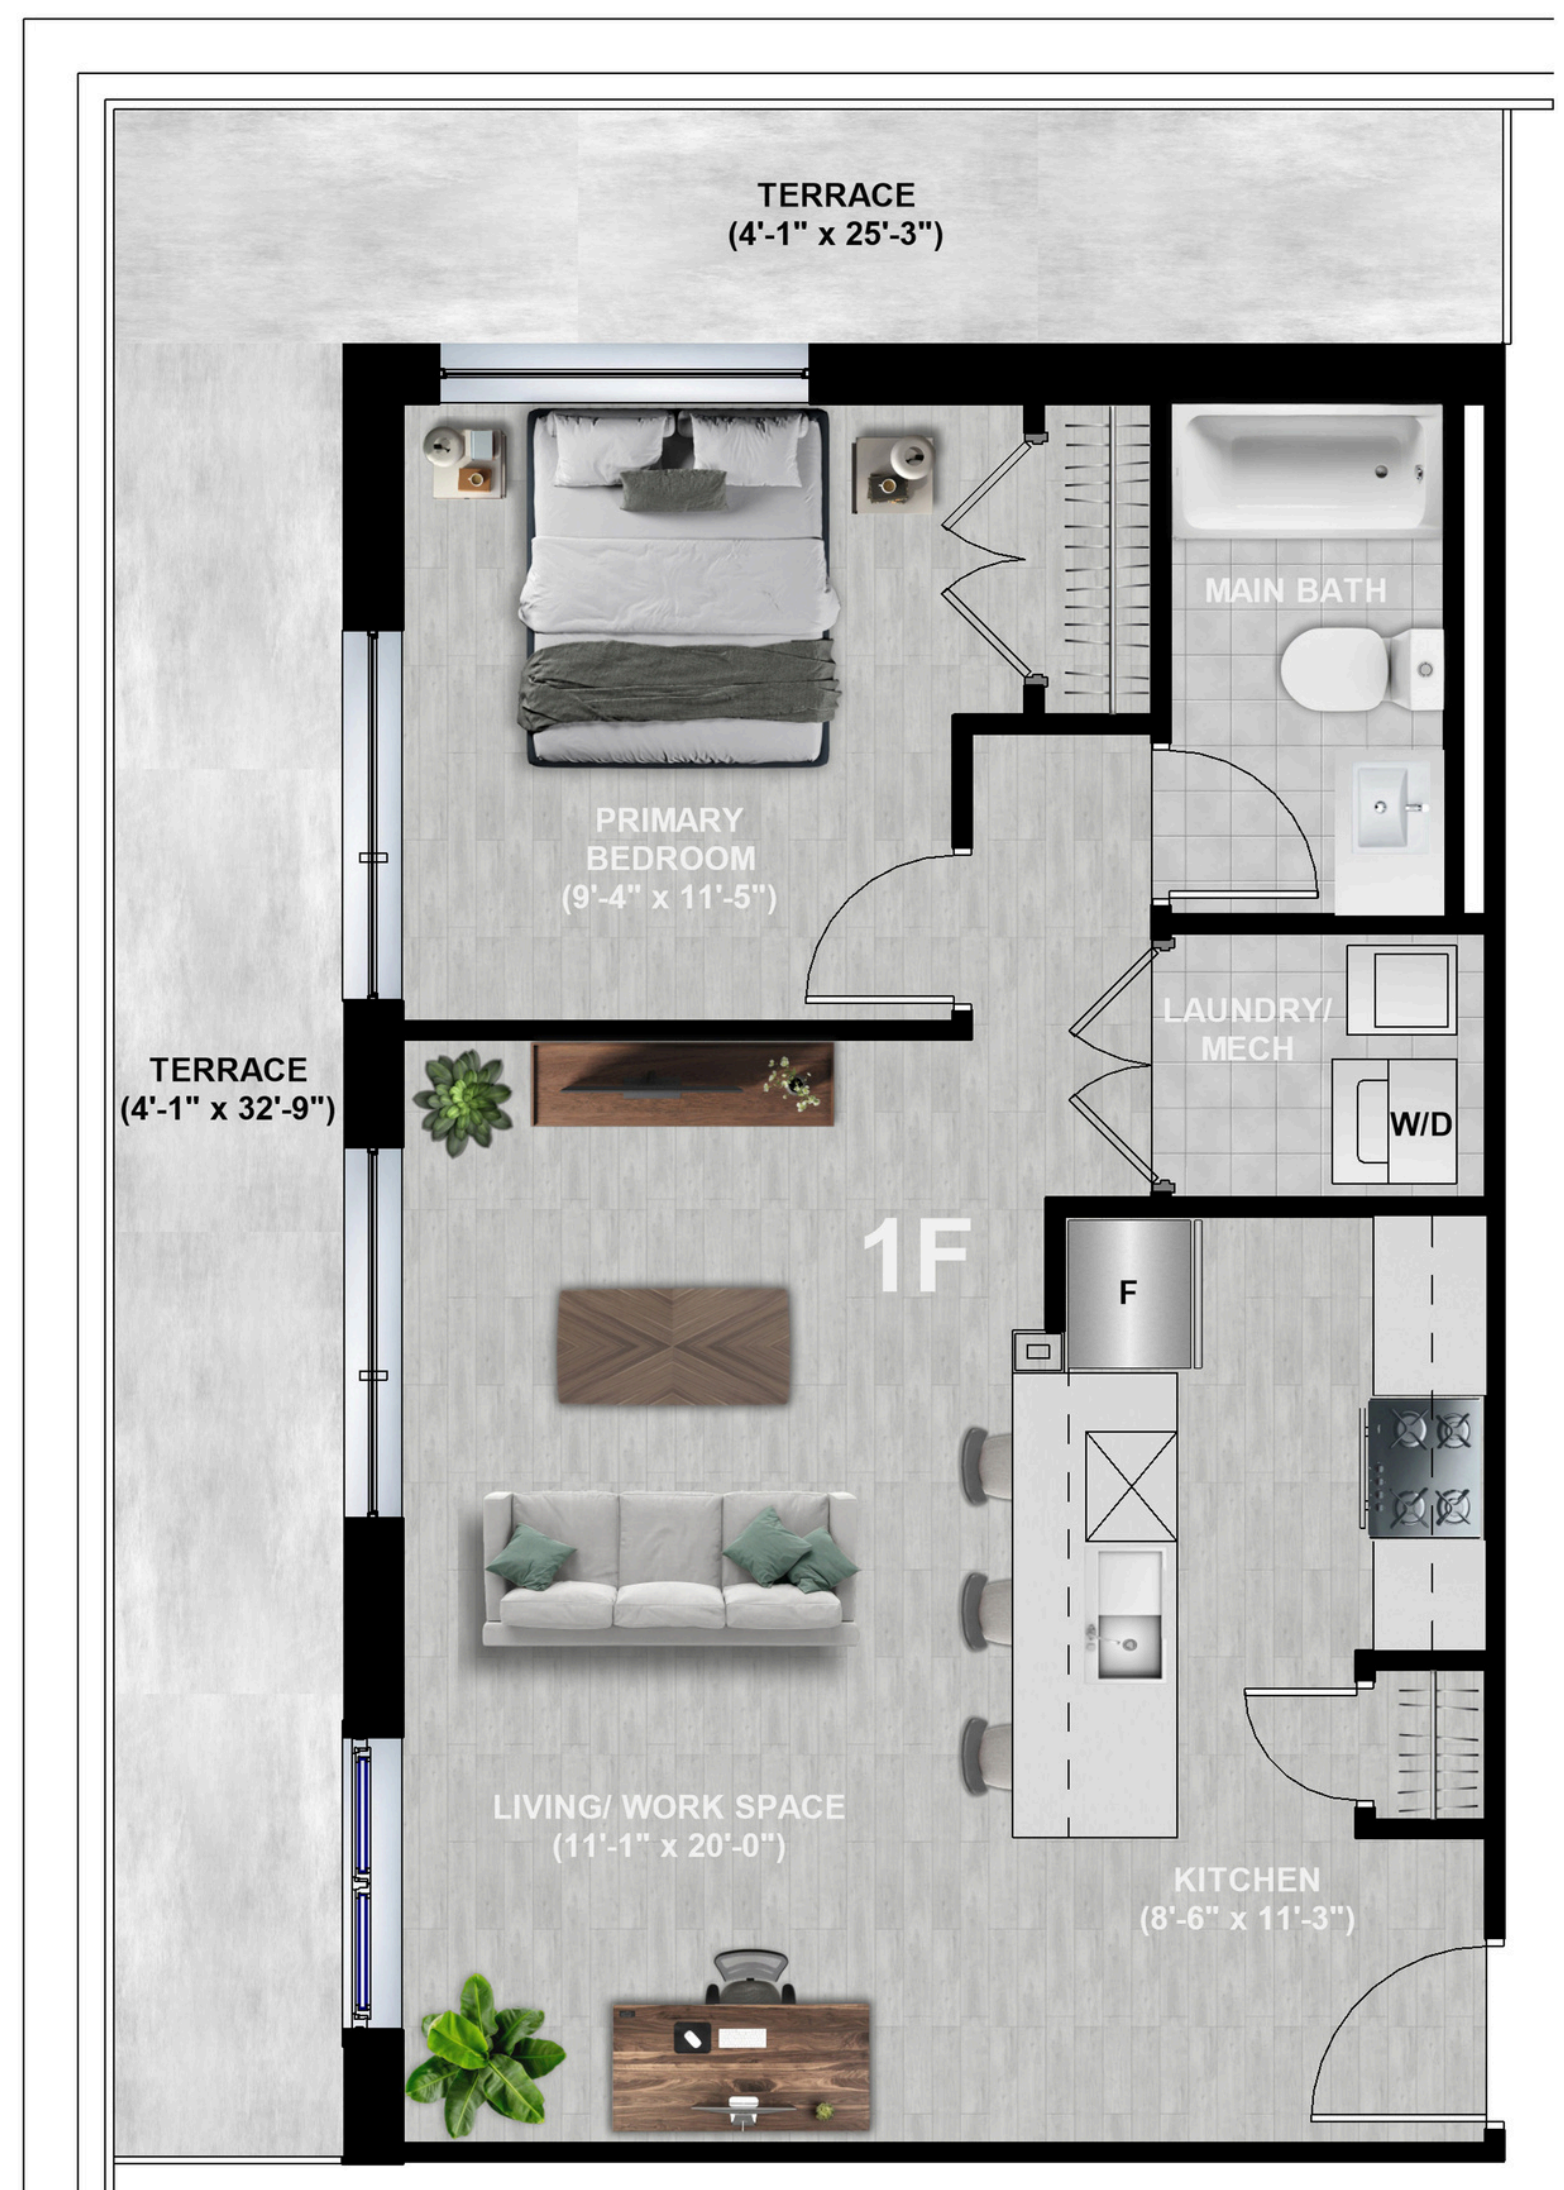 TERRACE
(4'-1" x 25'-3")
MAIN BATH
PRIMARY
BEDROOM
(9'-4" x 11'-5")
LAUNDRY/
MECH
W/D
TERRACE
(4'-1" x 32'-9")
1F
F
LIVING/ WORK SPACE
(11'-1" x 20'-0")
KITCHEN
(8'-6" x 11'-3")